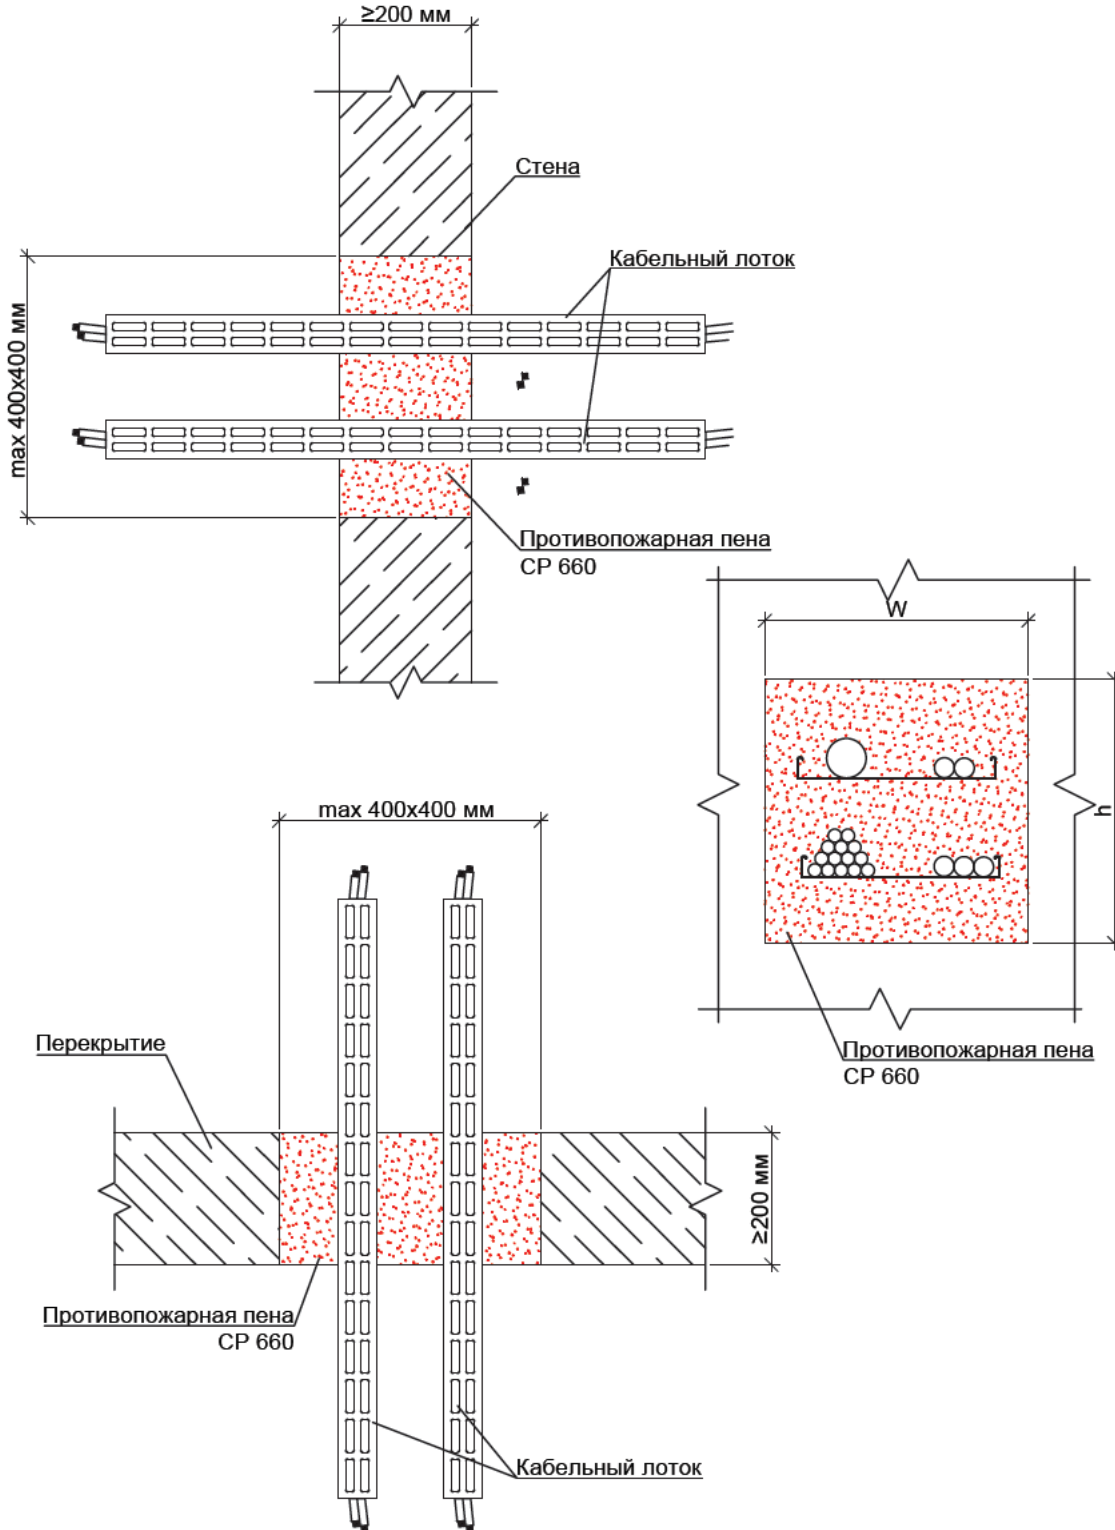 ≥200 мм
Стена
Кабельный лоток
max 400x400 мм
Противопожарная пена
CP 660
W
h
max 400x400 мм
Перекрытие
Противопожарная пена
CP 660
≥200 мм
Противопожарная пена
CP 660
Кабельный лоток